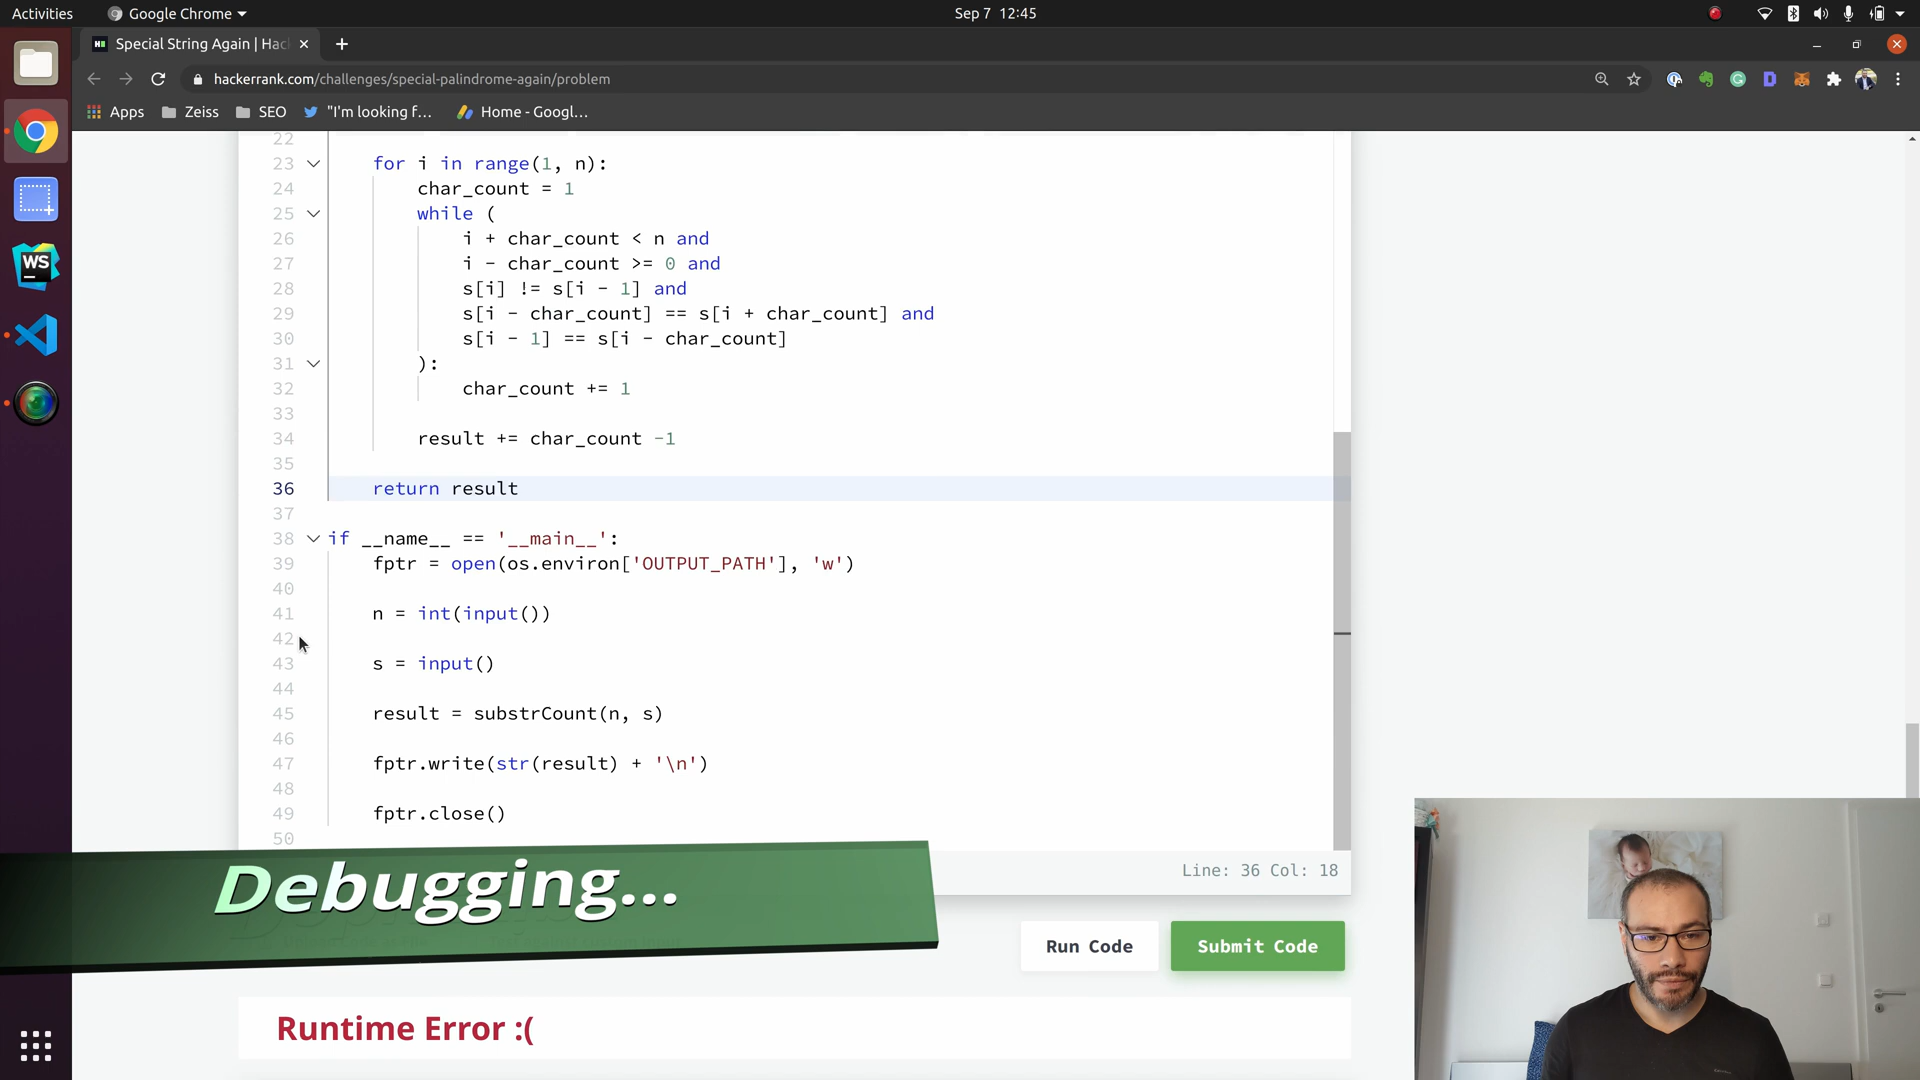 Activities
Google Chrome
Sep 7 12:45
Special String Again | Hac
hackerrank.com/challenges/special-palindrome-again/problem
Apps
Zeiss
SEO
"I'm looking f...
Home - Googl...
WS
22
23 for i in range(1, n):
24 char_count = 1
25 while (
26 i + char_count < n and
27 i - char_count >= 0 and
28 s[i] != s[i - 1] and
29 s[i - char_count] == s[i + char_count] and
30 s[i - 1] == s[i - char_count]
31 ):
32 char_count += 1
33
34 result += char_count -1
35
36 return result
37
38 if __name__ == '__main__':
39 fptr = open(os.environ['OUTPUT_PATH'], 'w')
40
41 n = int(input())
42
43 s = input()
44
45 result = substrCount(n, s)
46
47 fptr.write(str(result) + '\n')
48
49 fptr.close()
50
Line: 36 Col: 18
Debugging...
Run Code
Submit Code
Runtime Error :(